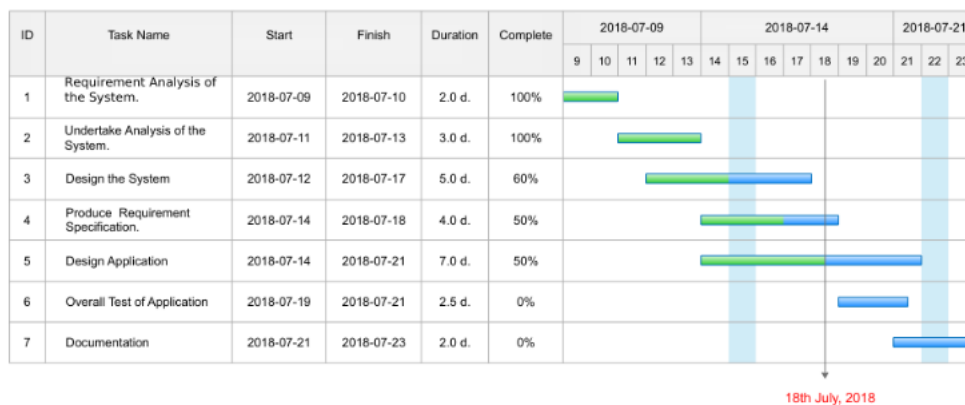 ID Task Name Start Finish Duration Complete 2018-07-09 2018-07-14 2018-07-21
9 10 11 12 13 14 15 16 17 18 19 20 21 22 23
1 Requirement Analysis of the System. 2018-07-09 2018-07-10 2.0 d. 100%
2 Undertake Analysis of the System. 2018-07-11 2018-07-13 3.0 d. 100%
3 Design the System 2018-07-12 2018-07-17 5.0 d. 60%
4 Produce Requirement Specification. 2018-07-14 2018-07-18 4.0 d. 50%
5 Design Application 2018-07-14 2018-07-21 7.0 d. 50%
6 Overall Test of Application 2018-07-19 2018-07-21 2.5 d. 0%
7 Documentation 2018-07-21 2018-07-23 2.0 d. 0%
18th July, 2018